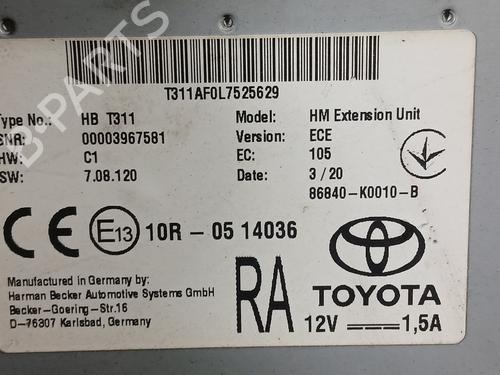 T311AF0L7525629
Type No.: HB T311 Model: HM Extension Unit
SNR: 00003967581 Version: ECE
HW: C1 EC: 105
SW: 7.08.120 Date: 3 / 20
86840-K0010-B
CE E13 10R - 05 14036
Manufactured in Germany by:
Harman Becker Automotive Systems GmbH
Becker-Goering-Str.16
D-76307 Karlsbad, Germany
RA
TOYOTA
12V 1,5A
B-PARTS